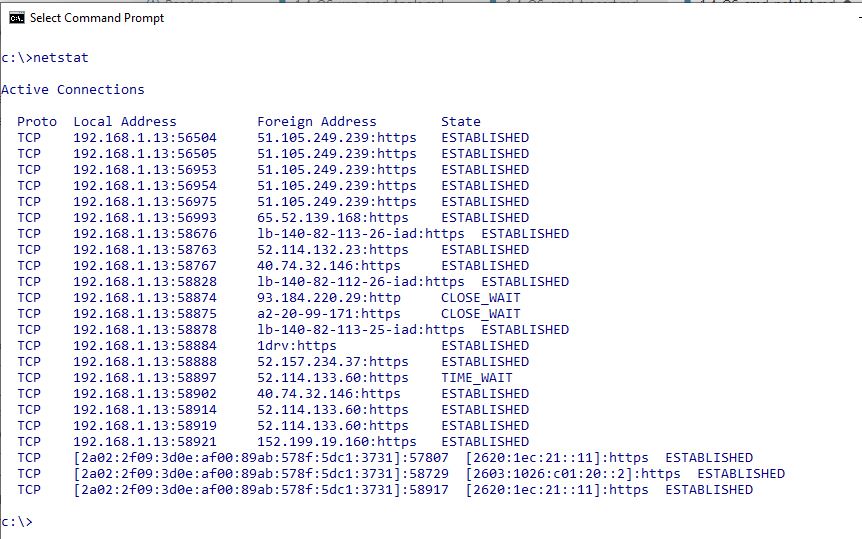 Select Command Prompt
c:\>netstat
Active Connections
Proto Local Address Foreign Address State
TCP 192.168.1.13:56504 51.105.249.239:https ESTABLISHED
TCP 192.168.1.13:56505 51.105.249.239:https ESTABLISHED
TCP 192.168.1.13:56953 51.105.249.239:https ESTABLISHED
TCP 192.168.1.13:56954 51.105.249.239:https ESTABLISHED
TCP 192.168.1.13:56975 51.105.249.239:https ESTABLISHED
TCP 192.168.1.13:56993 65.52.139.168:https ESTABLISHED
TCP 192.168.1.13:58676 lb-140-82-113-26-iad:https ESTABLISHED
TCP 192.168.1.13:58763 52.114.132.23:https ESTABLISHED
TCP 192.168.1.13:58767 40.74.32.146:https ESTABLISHED
TCP 192.168.1.13:58828 lb-140-82-112-26-iad:https ESTABLISHED
TCP 192.168.1.13:58874 93.184.220.29:http CLOSE_WAIT
TCP 192.168.1.13:58875 a2-20-99-171:https CLOSE_WAIT
TCP 192.168.1.13:58878 lb-140-82-113-25-iad:https ESTABLISHED
TCP 192.168.1.13:58884 1drv:https ESTABLISHED
TCP 192.168.1.13:58888 52.157.234.37:https ESTABLISHED
TCP 192.168.1.13:58897 52.114.133.60:https TIME_WAIT
TCP 192.168.1.13:58902 40.74.32.146:https ESTABLISHED
TCP 192.168.1.13:58914 52.114.133.60:https ESTABLISHED
TCP 192.168.1.13:58919 52.114.133.60:https ESTABLISHED
TCP 192.168.1.13:58921 152.199.19.160:https ESTABLISHED
TCP [2a02:2f09:3d0e:af00:89ab:578f:5dc1:3731]:57807 [2620:1ec:21::11]:https ESTABLISHED
TCP [2a02:2f09:3d0e:af00:89ab:578f:5dc1:3731]:58729 [2603:1026:c01:20::2]:https ESTABLISHED
TCP [2a02:2f09:3d0e:af00:89ab:578f:5dc1:3731]:58917 [2620:1ec:21::11]:https ESTABLISHED
c:\>